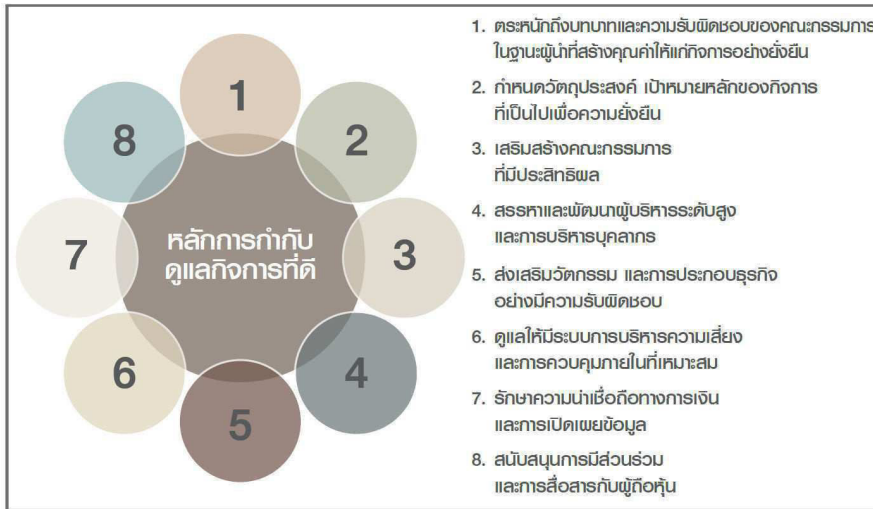 1
2
3
4
5
6
7
8
หลักการกำกับ
ดูแลกิจการที่ดี
1. ตระหนักถึงบทบาทและความรับผิดชอบของคณะกรรมการ
ในฐานะผู้นำที่สร้างคุณค่าให้แก่กิจการอย่างยั่งยืน
2. กำหนดวัตถุประสงค์ เป้าหมายหลักของกิจการ
ที่เป็นไปเพื่อความยั่งยืน
3. เสริมสร้างคณะกรรมการ
ที่มีประสิทธิผล
4. สรรหาและพัฒนาผู้บริหารระดับสูง
และการบริหารบุคลากร
5. ส่งเสริมวัตกรรม และการประกอบธุรกิจ
อย่างมีความรับผิดชอบ
6. ดูแลให้มีระบบการบริหารความเสี่ยง
และการควบคุมภายในที่เหมาะสม
7. รักษาความน่าเชื่อถือทางการเงิน
และการเปิดเผยข้อมูล
8. สนับสนุนการมีส่วนร่วม
และการสื่อสารกับผู้ถือหุ้น